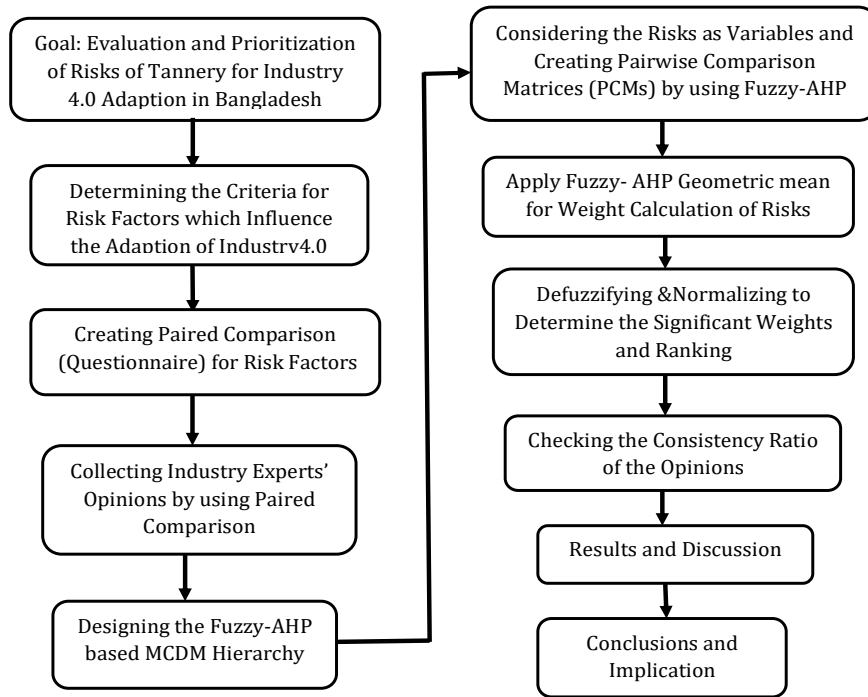 Goal: Evaluation and Prioritization
of Risks of Tannery for Industry
4.0 Adaption in Bangladesh
Determining the Criteria for
Risk Factors which Influence
the Adaption of Industry4.0
Creating Paired Comparison
(Questionnaire) for Risk Factors
Collecting Industry Experts’
Opinions by using Paired
Comparison
Designing the Fuzzy-AHP
based MCDM Hierarchy
Considering the Risks as Variables and
Creating Pairwise Comparison
Matrices (PCMs) by using Fuzzy-AHP
Apply Fuzzy- AHP Geometric mean
for Weight Calculation of Risks
Defuzzifying &Normalizing to
Determine the Significant Weights
and Ranking
Checking the Consistency Ratio
of the Opinions
Results and Discussion
Conclusions and
Implication